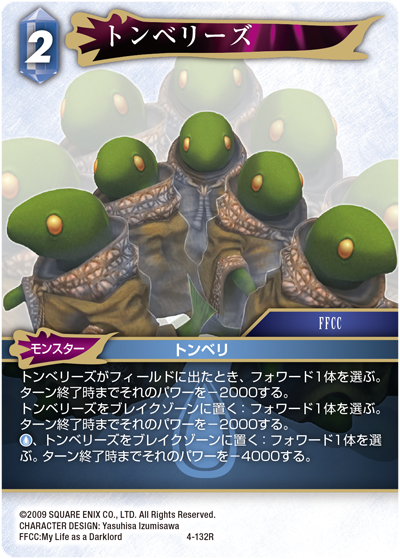 2
トンベリーズ
FFCC
モンスター
トンベリ
トンベリーズがフィールドに出たとき、フォワード1体を選ぶ。
ターン終了時までそれのパワーを−2000する。
トンベリーズをブレイクゾーンに置く：フォワード1体を選ぶ。
ターン終了時までそれのパワーを−2000する。
、トンベリーズをブレイクゾーンに置く：フォワード1体を選
ぶ。ターン終了時までそれのパワーを−4000する。
©2009 SQUARE ENIX CO., LTD. All Rights Reserved.
CHARACTER DESIGN: Yasuhisa Izumisawa
FFCC:My Life as a Darklord 4-132R